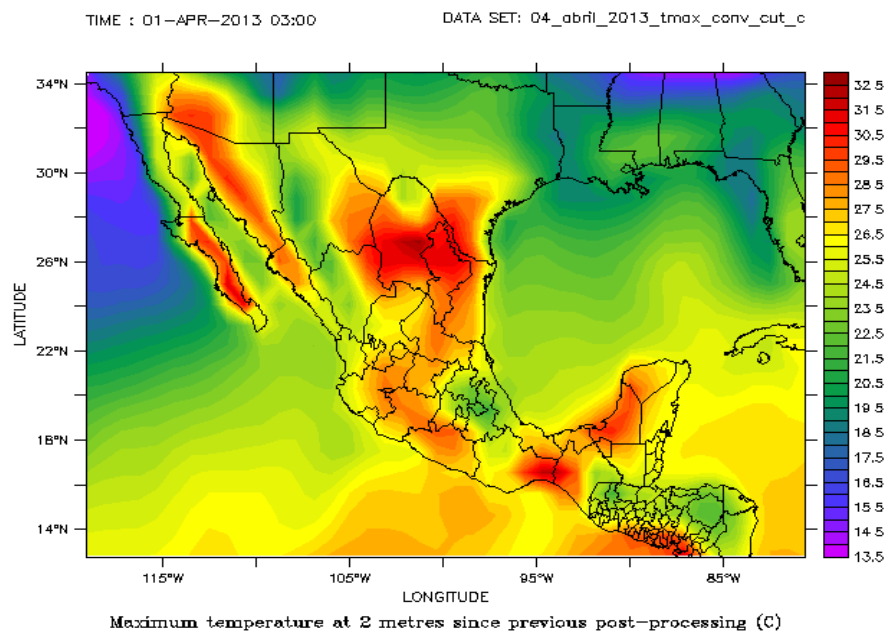 TIME : 01-APR-2013 03:00
DATA SET: 04_abril_2013_tmax_conv_cut_c
34°N
30°N
26°N
22°N
18°N
14°N
LATITUDE
115°W
105°W
95°W
85°W
LONGITUDE
32.5
31.5
30.5
29.5
28.5
27.5
26.5
25.5
24.5
23.5
22.5
21.5
20.5
19.5
18.5
17.5
16.5
15.5
14.5
13.5
Maximum temperature at 2 metres since previous post-processing (C)